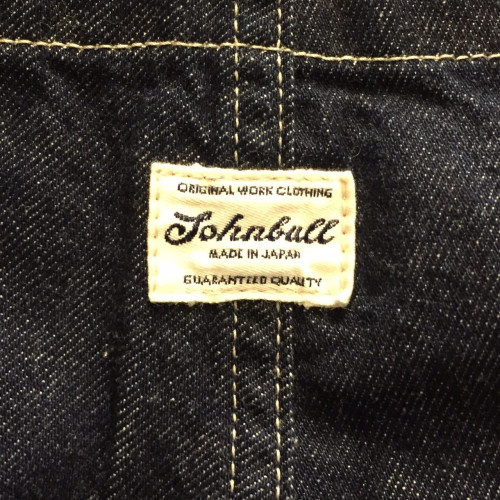 ORIGINAL WORK CLOTHING
Johnbull
MADE IN JAPAN
GUARANTEED QUALITY